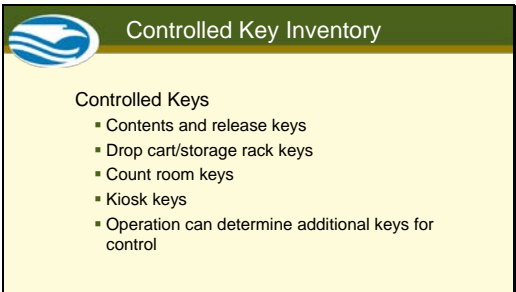 Controlled Key Inventory
Controlled Keys
▪ Contents and release keys
▪ Drop cart/storage rack keys
▪ Count room keys
▪ Kiosk keys
▪ Operation can determine additional keys for
control